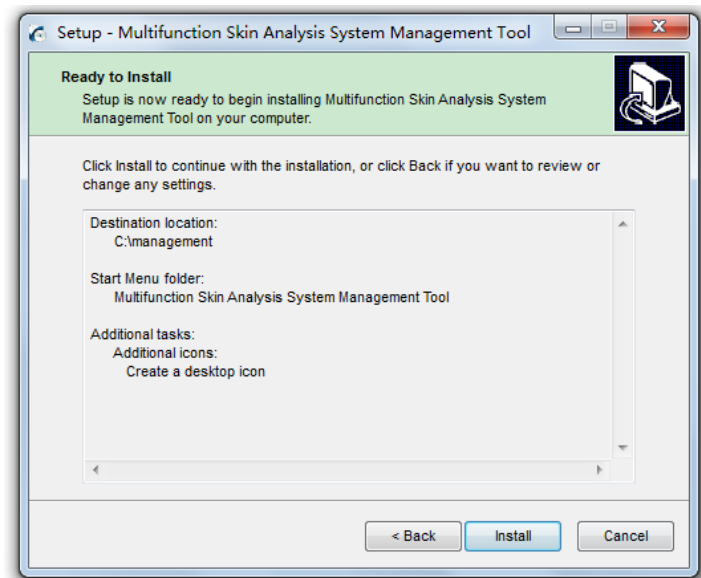 Setup - Multifunction Skin Analysis System Management Tool
Ready to Install
Setup is now ready to begin installing Multifunction Skin Analysis System
Management Tool on your computer.
Click Install to continue with the installation, or click Back if you want to review or
change any settings.
Destination location:
C:\management
Start Menu folder:
Multifunction Skin Analysis System Management Tool
Additional tasks:
Additional icons:
Create a desktop icon
< Back
Install
Cancel